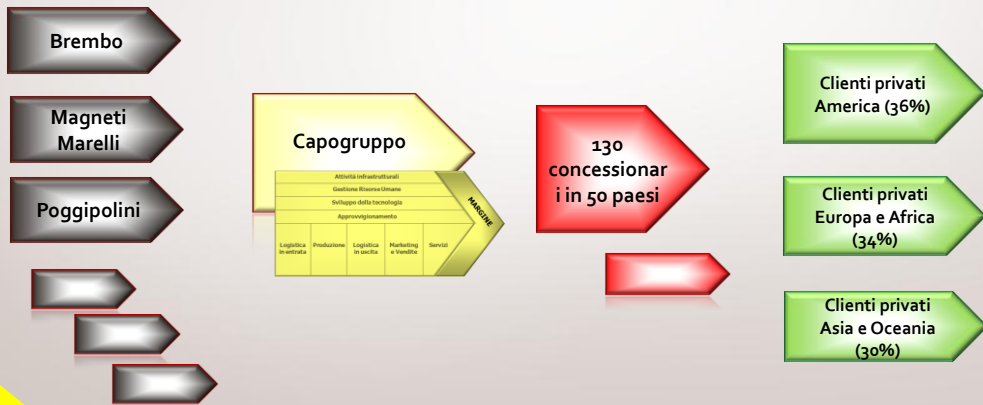 Brembo
Magneti
Marelli
Poggipolini
Capogruppo
Attività infrastrutturali
Gestione Risorse Umane
Sviluppo della tecnologia
Approvvigionamento
Logistica
in entrata
Produzione
Logistica
in uscita
Marketing
e Vendite
Servizi
MARGINE
130
concessionar
i in 50 paesi
Clienti privati
America (36%)
Clienti privati
Europa e Africa
(34%)
Clienti privati
Asia e Oceania
(30%)